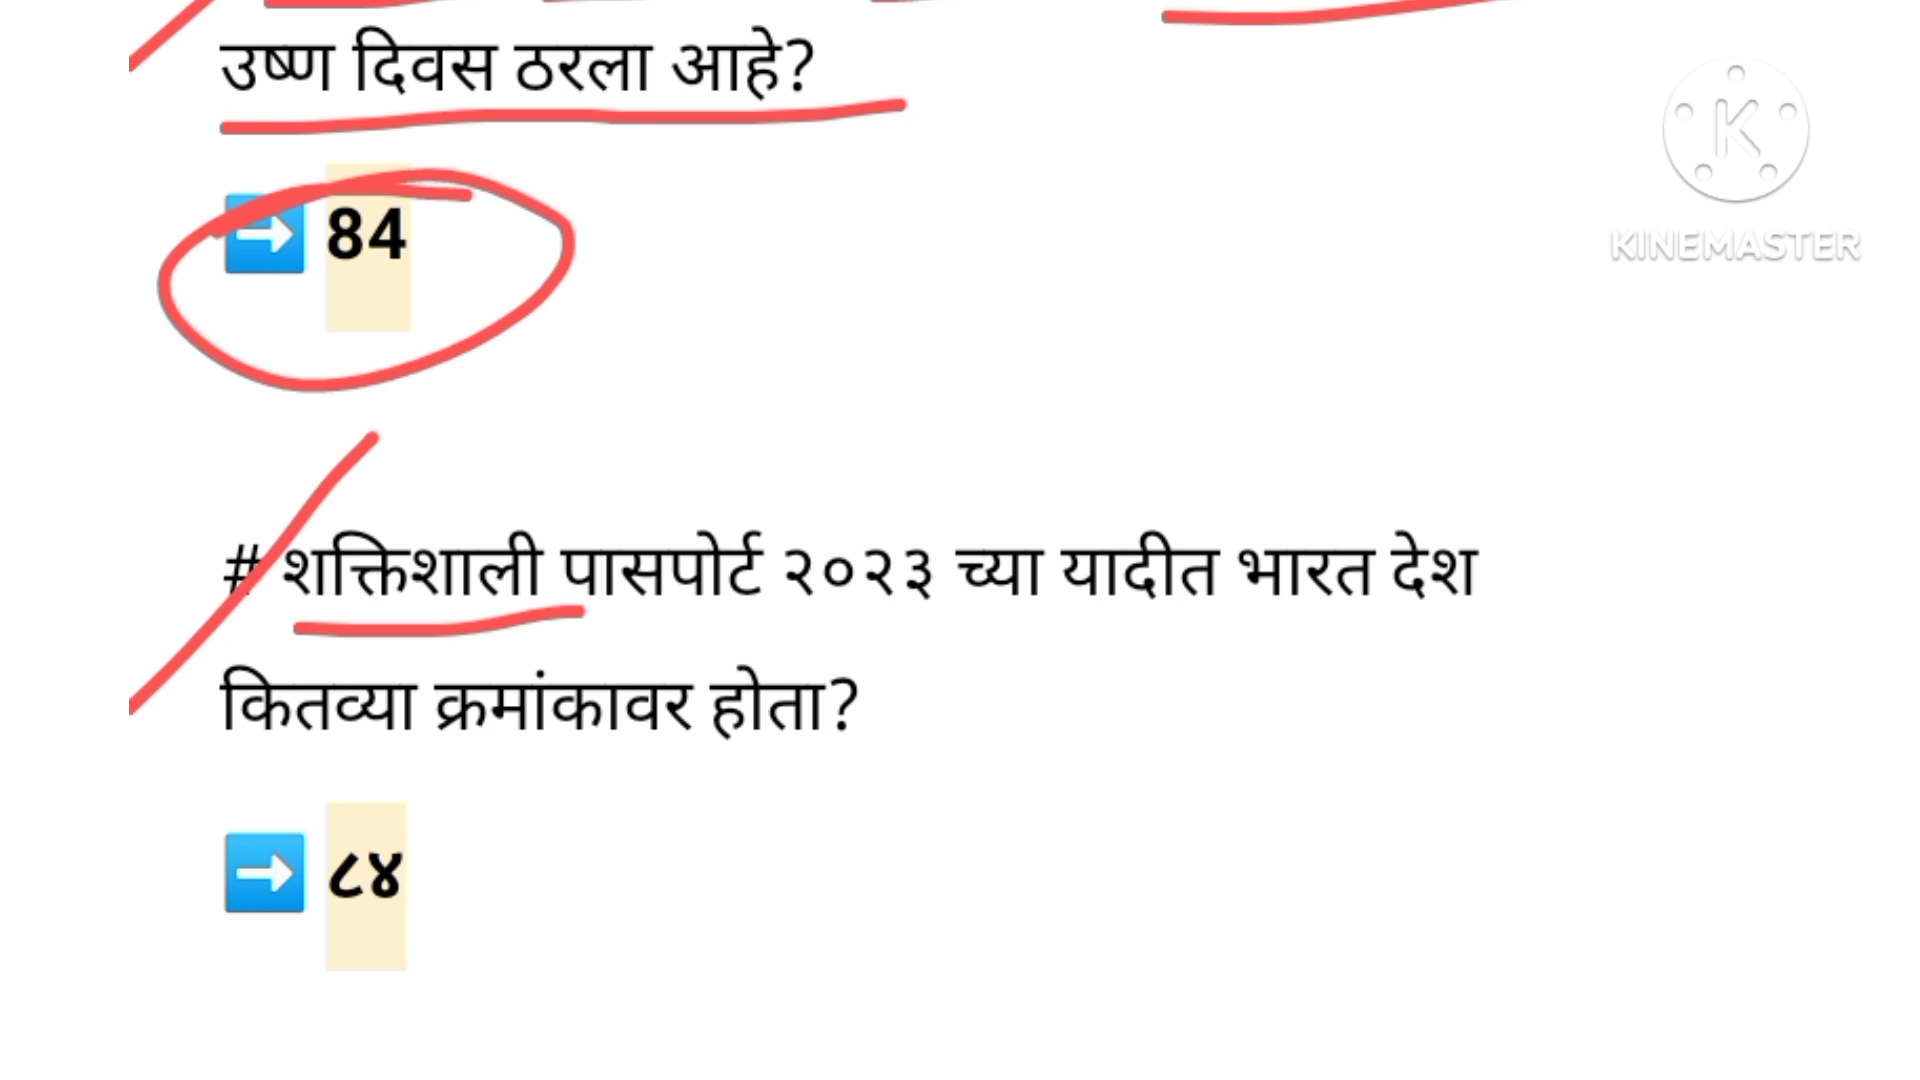 उष्ण दिवस ठरला आहे?
➡️ 84
K
KINEMASTER
# शक्तिशाली पासपोर्ट २०२३ च्या यादीत भारत देश
कितव्या क्रमांकावर होता?
➡️ ८४